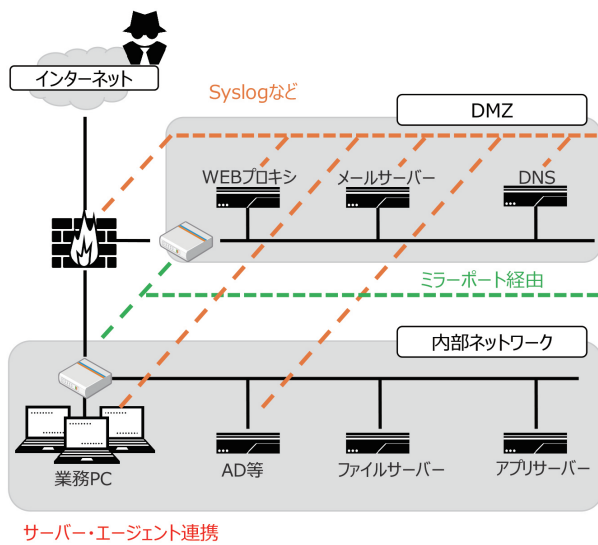 インターネット
Syslogなど
DMZ
WEBプロキシ
メールサーバー
DNS
ミラーポート経由
内部ネットワーク
業務PC
AD等
ファイルサーバー
アプリサーバー
サーバー・エージェント連携